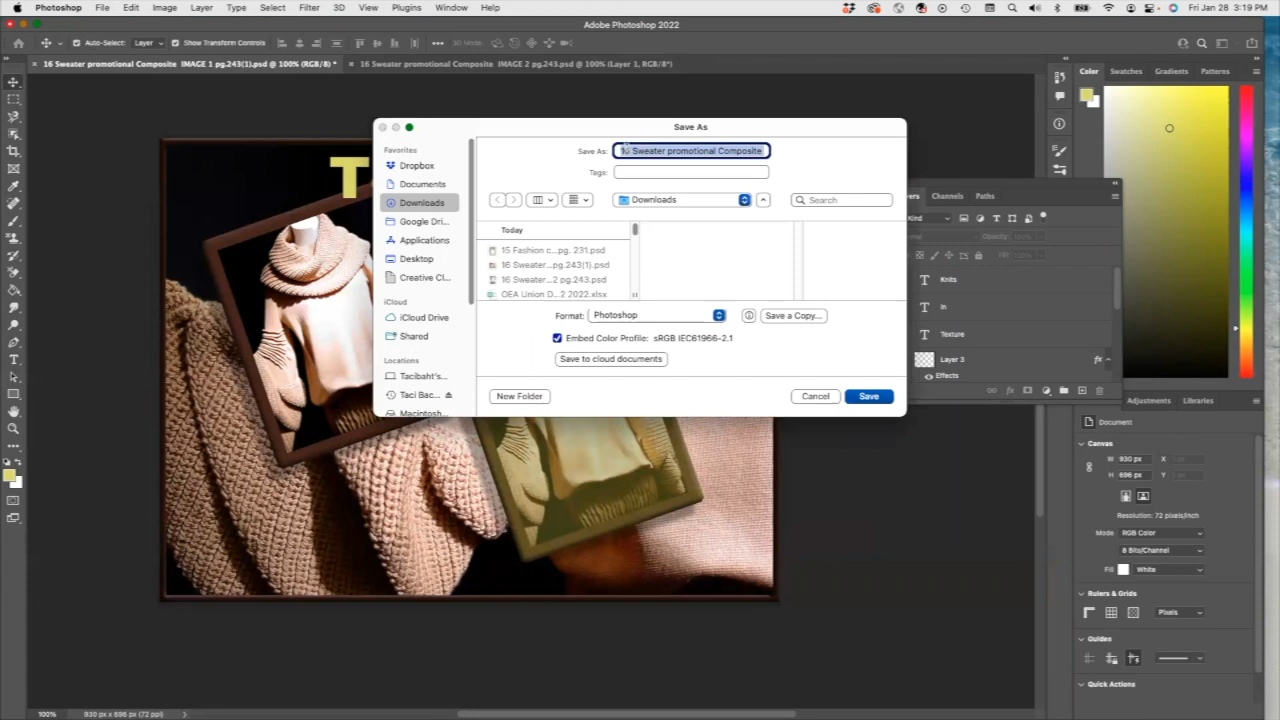 Photoshop File Edit Image Layer Type Select Filter 3D View Plugins Window Help Fri Jan 28 3:19 PM
Adobe Photoshop 2022
Auto-Select: Layer Show Transform Controls ••• 3D Mode:
× 16 Sweater promotional Composite IMAGE 1 pg.243(1).psd @ 100% (RGB/8) * × 16 Sweater promotional Composite IMAGE 2 pg.243.psd @ 100% (Layer 1, RGB/8*)
Color Swatches Gradients Patterns
T
Save As
Save As: 16 Sweater promotional Composite
Tags:
Downloads
Search
Favorites
Dropbox
Documents
Downloads
Google Dri...
Applications
Desktop
Creative Cl...
iCloud
iCloud Drive
Shared
Locations
Tacibaht's...
Taci Bac...
Macintosh...
Today
15 Fashion c...pg. 231.psd
16 Sweater...pg.243(1).psd
16 Sweater...2 pg.243.psd
OEA Union D...2 2022.xlsx
Format: Photoshop
Save a Copy...
Embed Color Profile: sRGB IEC61966-2.1
Save to cloud documents
New Folder
Cancel
Save
Channels Paths
Kind
Opacity: 100%
Fill: 100%
Knits
In
Texture
Layer 3 fx
Effects
Adjustments Libraries
Document
Canvas
W 930 px X
H 696 px Y
Resolution: 72 pixels/inch
Mode RGB Color
8 Bits/Channel
Fill White
Rulers & Grids
Pixels
Guides
Quick Actions
100% 930 px x 696 px (72 ppi)